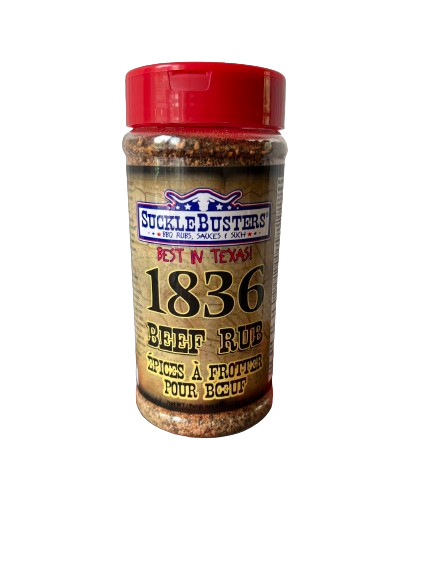 SUCKLEBUSTERS
BBQ RUBS, SAUCES & SUCH
BEST IN TEXAS!
1836
BEEF RUB
ÉPICES À FROTTER
POUR BŒUF